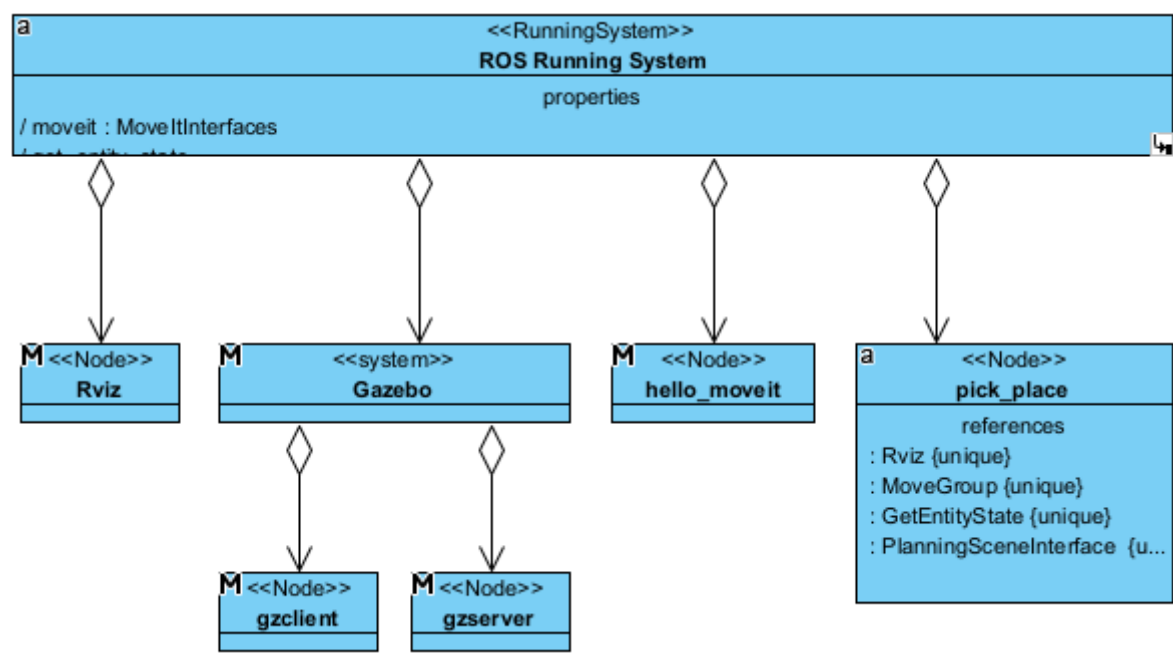 a
<<RunningSystem>>
ROS Running System
properties
/ moveit : MoveItInterfaces
/ get_entity_state
M <<Node>>
Rviz
M <<system>>
Gazebo
M <<Node>>
hello_moveit
a <<Node>>
pick_place
references
: Rviz {unique}
: MoveGroup {unique}
: GetEntityState {unique}
: PlanningSceneInterface {u...
M <<Node>>
gzclient
M <<Node>>
gzserver